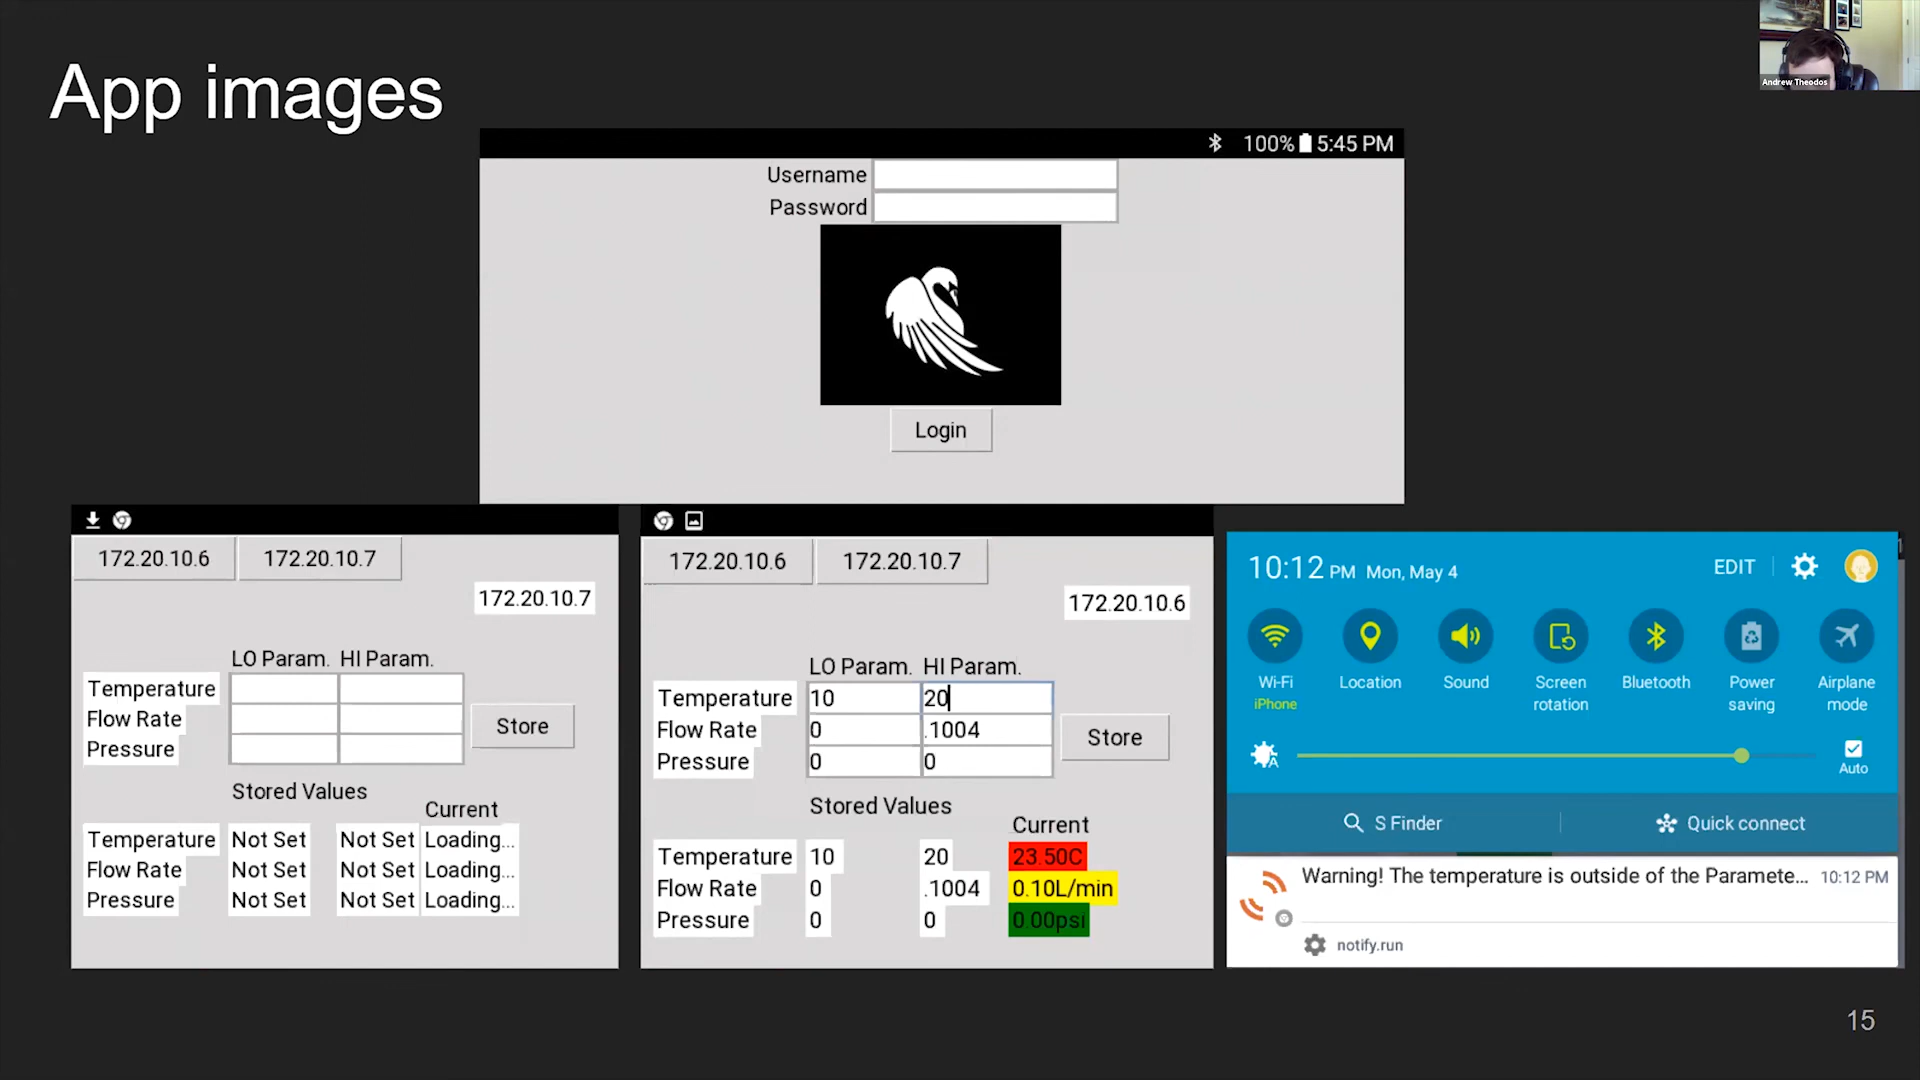 App images
Andrew Theodos
100% 5:45 PM
Username
Password
Login
172.20.10.6 172.20.10.7
172.20.10.7
LO Param. HI Param.
Temperature
Flow Rate
Pressure
Store
Stored Values
Current
Temperature Not Set Not Set Loading...
Flow Rate Not Set Not Set Loading...
Pressure Not Set Not Set Loading...
172.20.10.6 172.20.10.7
172.20.10.6
LO Param. HI Param.
Temperature 10 20
Flow Rate 0 .1004
Pressure 0 0
Store
Stored Values
Current
Temperature 10 20 23.50C
Flow Rate 0 .1004 0.10L/min
Pressure 0 0 0.00psi
10:12 PM Mon, May 4 EDIT
Wi-Fi Location Sound Screen rotation Bluetooth Power saving Airplane mode
iPhone
Auto
S Finder Quick connect
Warning! The temperature is outside of the Paramete... 10:12 PM
notify.run
15